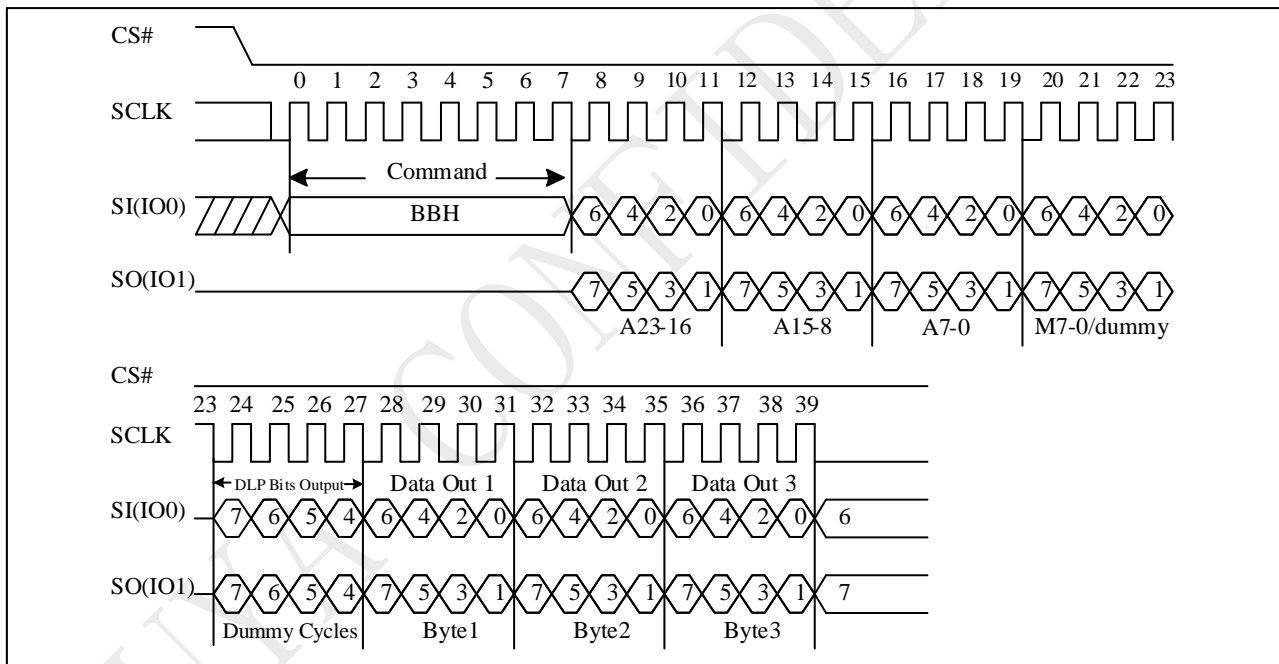 CS#
0 1 2 3 4 5 6 7 8 9 10 11 12 13 14 15 16 17 18 19 20 21 22 23
SCLK
Command
SI(IO0) BBH 6 4 2 0 6 4 2 0 6 4 2 0 6 4 2 0
SO(IO1) 7 5 3 1 7 5 3 1 7 5 3 1 7 5 3 1
A23-16 A15-8 A7-0 M7-0/dummy
CS#
23 24 25 26 27 28 29 30 31 32 33 34 35 36 37 38 39
SCLK
DLP Bits Output Data Out 1 Data Out 2 Data Out 3
SI(IO0) 7 6 5 4 6 4 2 0 6 4 2 0 6 4 2 0 6
SO(IO1) 7 6 5 4 7 5 3 1 7 5 3 1 7 5 3 1 7
Dummy Cycles Byte1 Byte2 Byte3